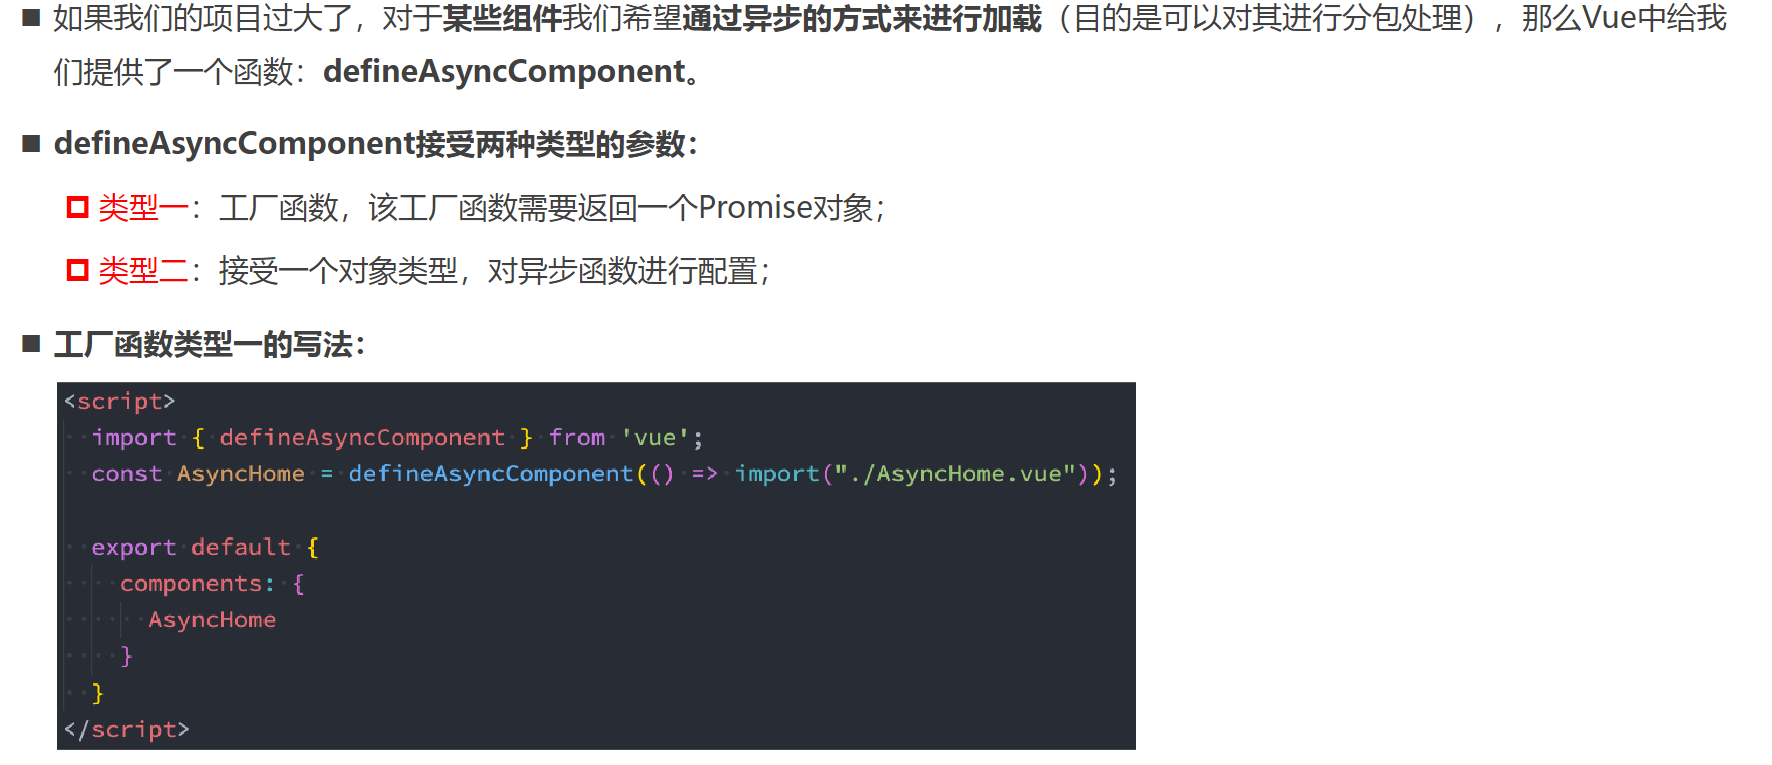 ■ 如果我们的项目过大了，对于某些组件我们希望通过异步的方式来进行加载（目的是可以对其进行分包处理），那么Vue中给我
们提供了一个函数：defineAsyncComponent。
■ defineAsyncComponent接受两种类型的参数：
类型一：工厂函数，该工厂函数需要返回一个Promise对象；
类型二：接受一个对象类型，对异步函数进行配置；
■ 工厂函数类型一的写法：
<script>
import { defineAsyncComponent } from 'vue';
const AsyncHome = defineAsyncComponent(() => import("./AsyncHome.vue"));
export default {
components: {
AsyncHome
}
}
</script>